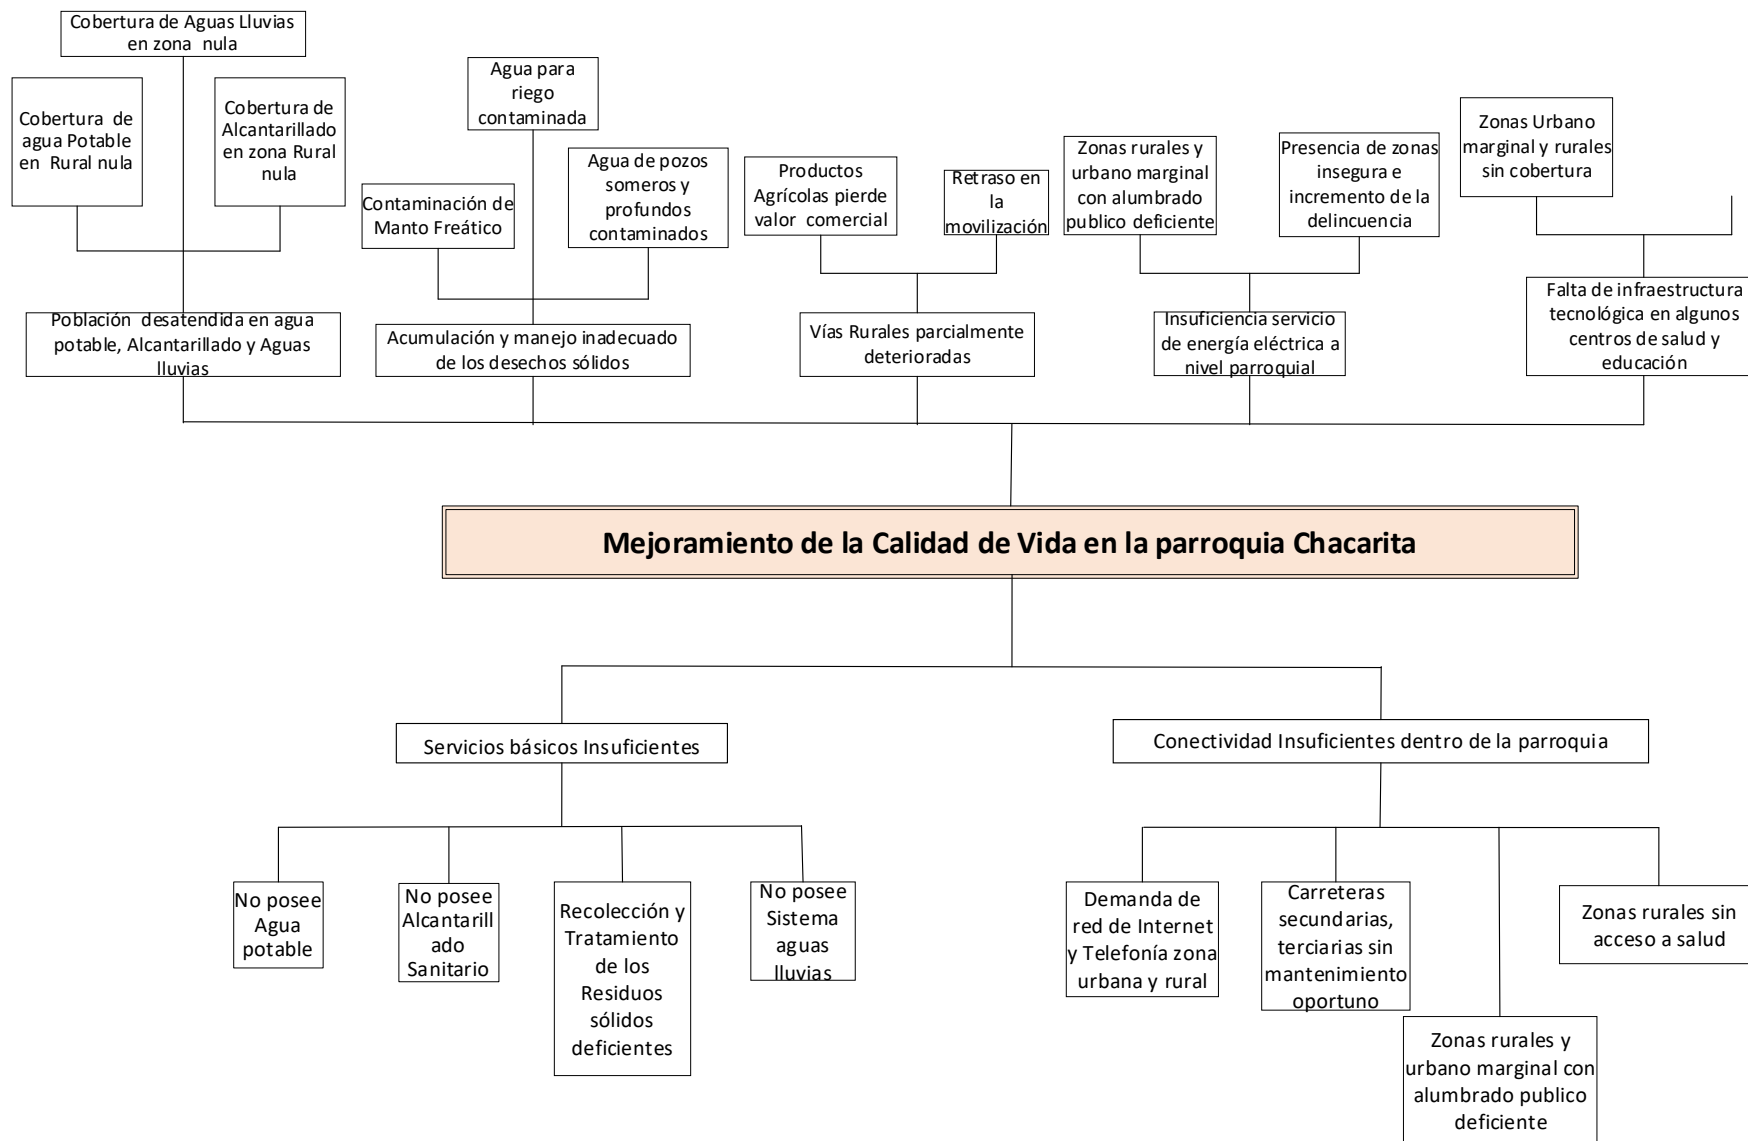 Cobertura de Aguas Lluvias
en zona nula
Cobertura de
agua Potable
en Rural nula
Cobertura de
Alcantarillado
en zona Rural
nula
Agua para
riego
contaminada
Contaminación de
Manto Freático
Agua de pozos
someros y
profundos
contaminados
Productos
Agrícolas pierde
valor comercial
Retraso en
la
movilización
Zonas rurales y
urbano marginal
con alumbrado
publico deficiente
Presencia de zonas
insegura e
incremento de la
delincuencia
Zonas Urbano
marginal y rurales
sin cobertura
Población desatendida en agua
potable, Alcantarillado y Aguas
lluvias
Acumulación y manejo inadecuado
de los desechos sólidos
Vías Rurales parcialmente
deterioradas
Insuficiencia servicio
de energía eléctrica a
nivel parroquial
Falta de infraestructura
tecnológica en algunos
centros de salud y
educación
Mejoramiento de la Calidad de Vida en la parroquia Chacarita
Servicios básicos Insuficientes
Conectividad Insuficientes dentro de la parroquia
No posee
Agua
potable
No posee
Alcantarill
ado
Sanitario
Recolección y
Tratamiento
de los
Residuos
sólidos
deficientes
No posee
Sistema
aguas
lluvias
Demanda de
red de Internet
y Telefonía zona
urbana y rural
Carreteras
secundarias,
terciarias sin
mantenimiento
oportuno
Zonas rurales y
urbano marginal con
alumbrado publico
deficiente
Zonas rurales sin
acceso a salud